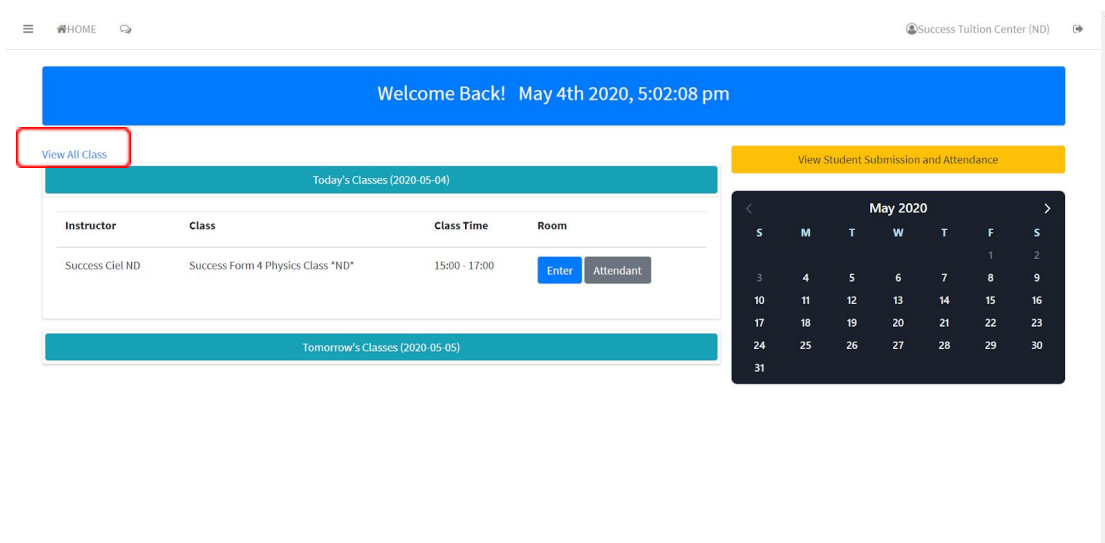 HOME
Success Tuition Center (ND)
Welcome Back! May 4th 2020, 5:02:08 pm
View All Class
Today's Classes (2020-05-04)
Instructor Class Class Time Room
Success Ciel ND Success Form 4 Physics Class *ND* 15:00 - 17:00 Enter Attendant
Tomorrow's Classes (2020-05-05)
View Student Submission and Attendance
May 2020
S M T W T F S
1 2
3 4 5 6 7 8 9
10 11 12 13 14 15 16
17 18 19 20 21 22 23
24 25 26 27 28 29 30
31